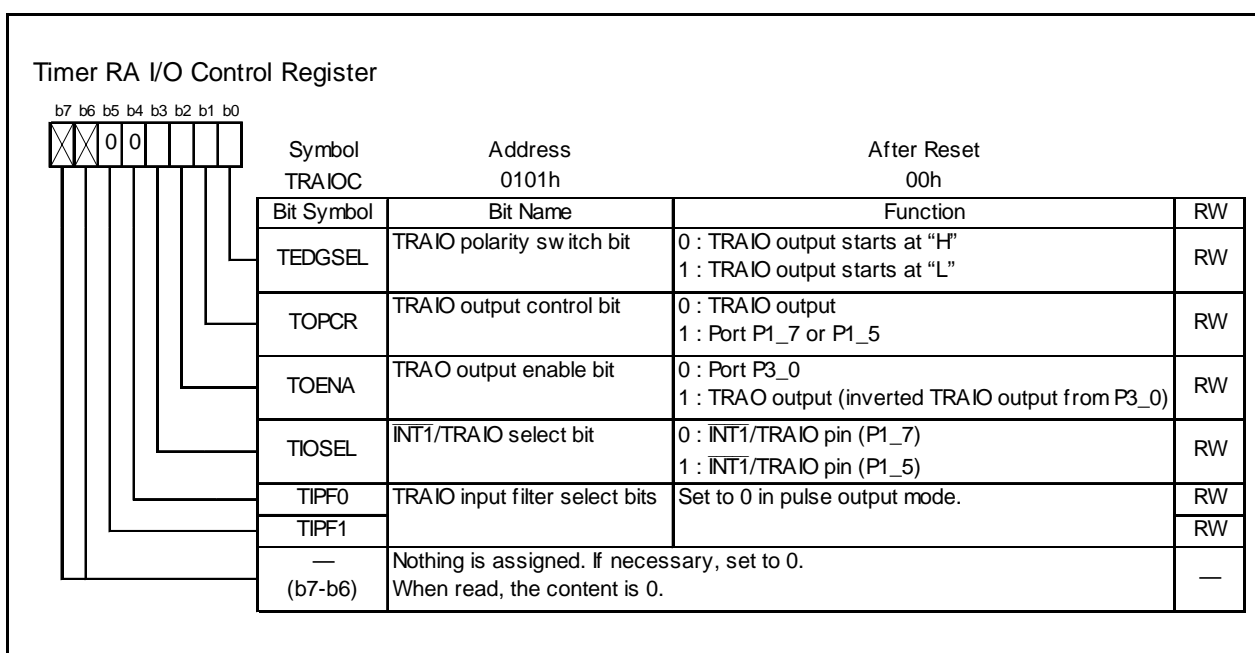 Timer RA I/O Control Register
b7 b6 b5 b4 b3 b2 b1 b0
0 0
Symbol Address After Reset
TRAIOC 0101h 00h
Bit Symbol Bit Name Function RW
TEDGSEL TRAIO polarity switch bit 0 : TRAIO output starts at “H” RW
1 : TRAIO output starts at “L”
TOPCR TRAIO output control bit 0 : TRAIO output RW
1 : Port P1_7 or P1_5
TOENA TRAO output enable bit 0 : Port P3_0 RW
1 : TRAO output (inverted TRAIO output from P3_0)
TIOSEL I̅N̅T̅1̅/TRAIO select bit 0 : I̅N̅T̅1̅/TRAIO pin (P1_7) RW
1 : I̅N̅T̅1̅/TRAIO pin (P1_5)
TIPF0 TRAIO input filter select bits Set to 0 in pulse output mode. RW
TIPF1 RW
— Nothing is assigned. If necessary, set to 0. —
(b7-b6) When read, the content is 0.